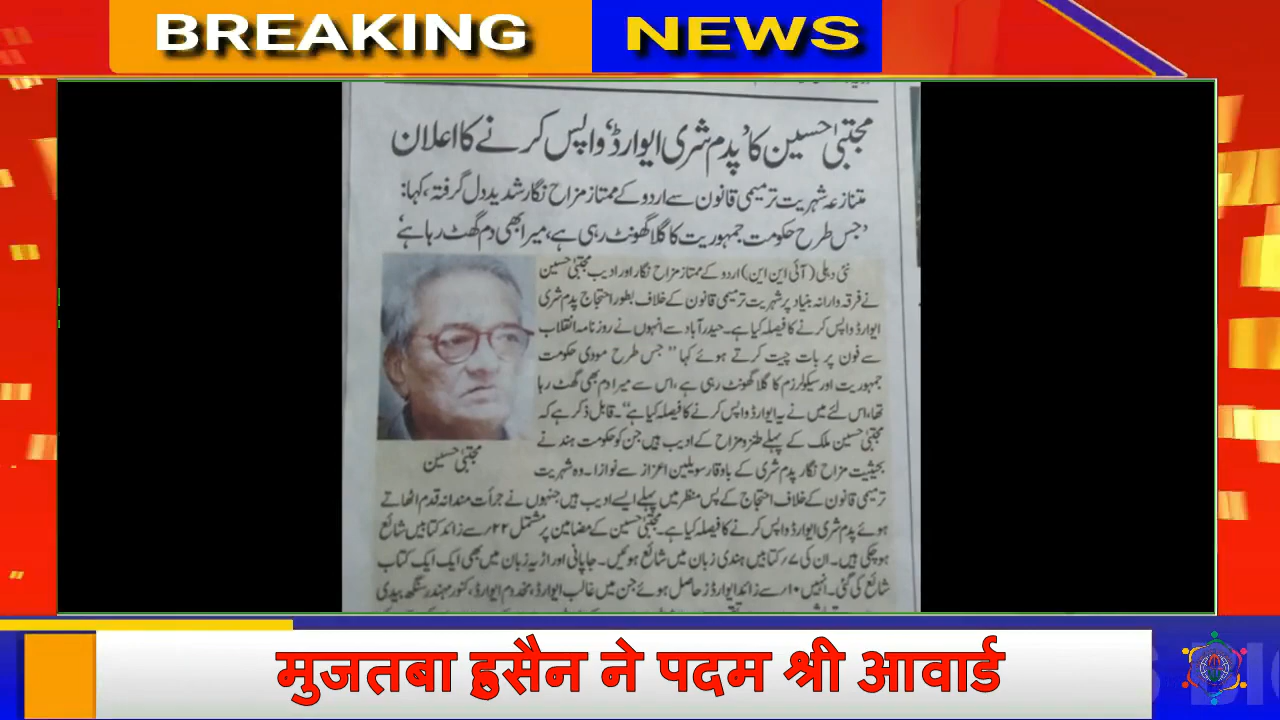 BREAKING NEWS
مجتبیٰ حسین کا ’پدم شری ایوارڈ‘ واپس کرنے کا اعلان
متنازعہ شہریت ترمیمی قانون سے اردو کے ممتاز مزاح نگار شدید دل گرفتہ، کہا:
’جس طرح حکومت جمہوریت کا گلا گھونٹ رہی ہے، میرا بھی دم گھٹ رہا ہے‘
نئی دہلی (آئی این این) اردو کے ممتاز مزاح نگار اور ادیب مجتبیٰ حسین
نے فرقہ وارانہ بنیاد پر شہریت ترمیمی قانون کے خلاف بطور احتجاج پدم شری
ایوارڈ واپس کرنے کا فیصلہ کیا ہے۔ حیدرآباد سے انہوں نے روزنامہ انقلاب
سے فون پر بات چیت کرتے ہوئے کہا ’’جس طرح مودی حکومت
جمہوریت اور سیکولرزم کا گلا گھونٹ رہی ہے، اس سے میرا دم بھی گھٹ رہا
تھا، اس لئے میں نے یہ ایوارڈ واپس کرنے کا فیصلہ کیا ہے‘‘۔ قابل ذکر ہے کہ
مجتبیٰ حسین ملک کے پہلے طنز و مزاح کے ادیب ہیں جن کو حکومت ہند نے
بحیثیت مزاح نگار پدم شری کے باوقار سویلین اعزاز سے نوازا۔ وہ شہریت
مجتبیٰ حسین
ترمیمی قانون کے خلاف احتجاج کے پس منظر میں پہلے ایسے ادیب ہیں جنہوں نے جرأت مندانہ قدم اٹھاتے
ہوئے پدم شری ایوارڈ واپس کرنے کا فیصلہ کیا ہے۔ مجتبیٰ حسین کے مضامین پر مشتمل ۲۲؍ سے زائد کتابیں شائع
ہوچکی ہیں۔ ان کی ۷؍ کتابیں ہندی زبان میں شائع ہوئیں۔ جاپانی اور اڑیہ زبان میں بھی ایک ایک کتاب
شائع کی گئی۔ انہیں ۱۰؍ سے زائد ایوارڈز حاصل ہوئے جن میں غالب ایوارڈ، مخدوم ایوارڈ، کنور مہندر سنگھ بیدی
मुजतबा हुसैन ने पदम श्री आवार्ड